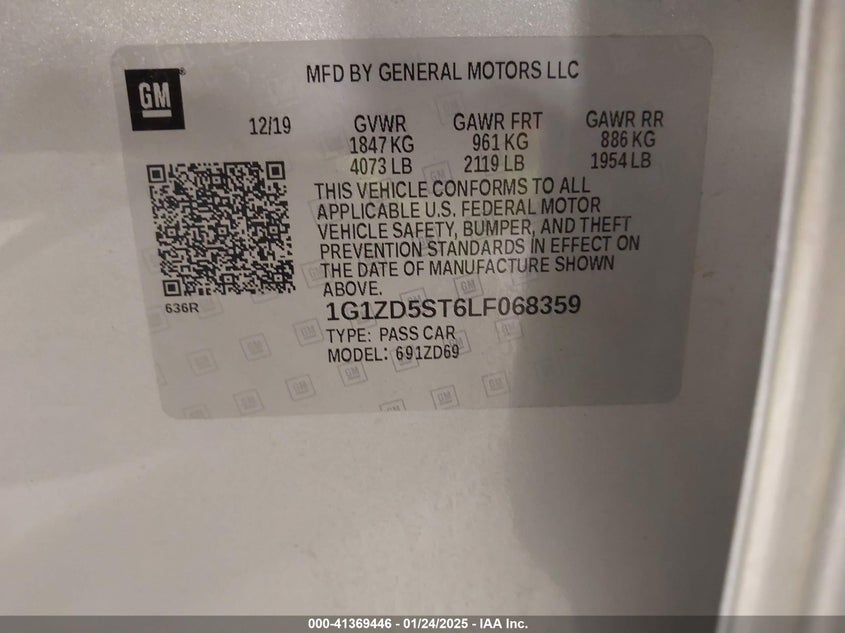 GM
MFD BY GENERAL MOTORS LLC
12/19 GVWR GAWR FRT GAWR RR
1847 KG 961 KG 886 KG
4073 LB 2119 LB 1954 LB
THIS VEHICLE CONFORMS TO ALL
APPLICABLE U.S. FEDERAL MOTOR
VEHICLE SAFETY, BUMPER, AND THEFT
PREVENTION STANDARDS IN EFFECT ON
THE DATE OF MANUFACTURE SHOWN
ABOVE.
636R
1G1ZD5ST6LF068359
TYPE: PASS CAR
MODEL: 691ZD69
000-41369446 - 01/24/2025 - IAA Inc.